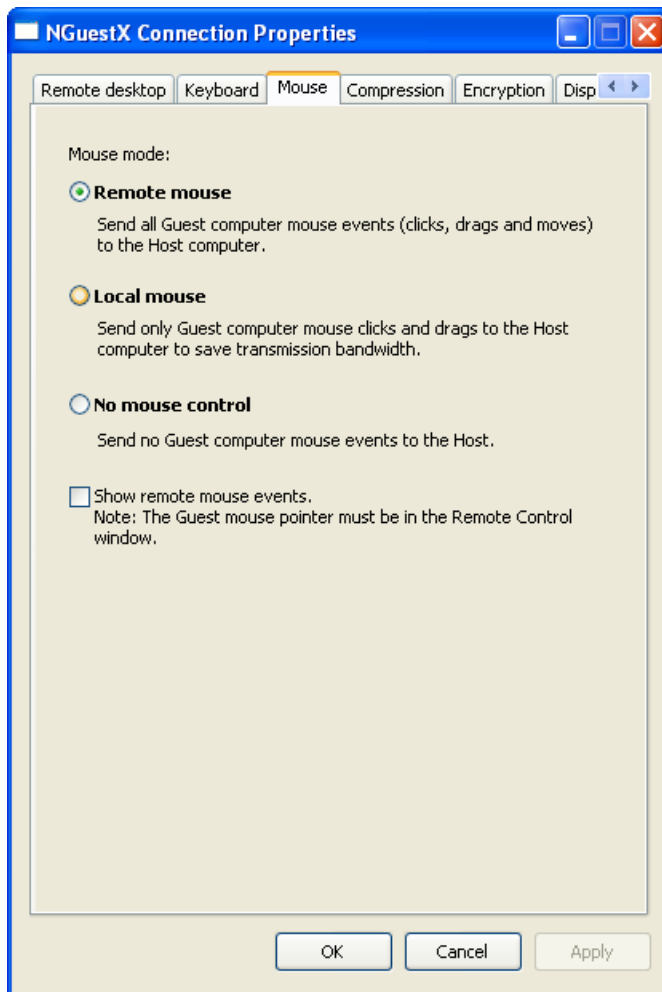 NGuestX Connection Properties
Remote desktop Keyboard Mouse Compression Encryption Disp
Mouse mode:
Remote mouse
Send all Guest computer mouse events (clicks, drags and moves)
to the Host computer.
Local mouse
Send only Guest computer mouse clicks and drags to the Host
computer to save transmission bandwidth.
No mouse control
Send no Guest computer mouse events to the Host.
Show remote mouse events.
Note: The Guest mouse pointer must be in the Remote Control
window.
OK Cancel Apply